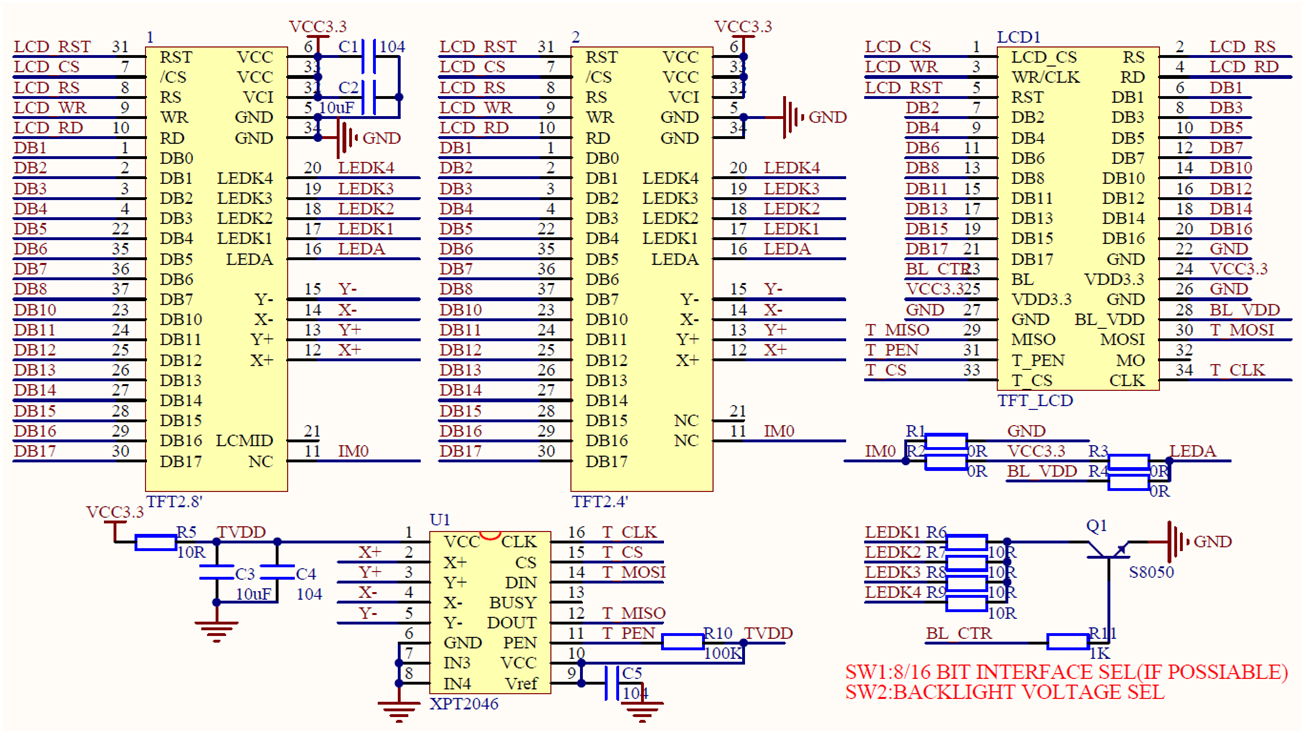 1
VCC3.3
LCD_RST 31 RST VCC 6 C1 104
LCD_CS 7 /CS VCC 33
LCD_RS 8 RS VCI 32 C2
LCD_WR 9 WR GND 5 10uF
LCD_RD 10 RD GND 34 GND
DB1 1 DB0
DB2 2 DB1 LEDK4 20 LEDK4
DB3 3 DB2 LEDK3 19 LEDK3
DB4 4 DB3 LEDK2 18 LEDK2
DB5 22 DB4 LEDK1 17 LEDK1
DB6 35 DB5 LEDA 16 LEDA
DB7 36 DB6
DB8 37 DB7 Y- 15 Y-
DB10 23 DB10 X- 14 X-
DB11 24 DB11 Y+ 13 Y+
DB12 25 DB12 X+ 12 X+
DB13 26 DB13
DB14 27 DB14
DB15 28 DB15
DB16 29 DB16 LCMID 21
DB17 30 DB17 NC 11 IM0
TFT2.8'
2
VCC3.3
LCD_RST 31 RST VCC 6
LCD_CS 7 /CS VCC 33
LCD_RS 8 RS VCI 32
LCD_WR 9 WR GND 5 GND
LCD_RD 10 RD GND 34
DB1 1 DB0
DB2 2 DB1 LEDK4 20 LEDK4
DB3 3 DB2 LEDK3 19 LEDK3
DB4 4 DB3 LEDK2 18 LEDK2
DB5 22 DB4 LEDK1 17 LEDK1
DB6 35 DB5 LEDA 16 LEDA
DB7 36 DB6
DB8 37 DB7 Y- 15 Y-
DB10 23 DB10 X- 14 X-
DB11 24 DB11 Y+ 13 Y+
DB12 25 DB12 X+ 12 X+
DB13 26 DB13
DB14 27 DB14
DB15 28 DB15 NC 21
DB16 29 DB16 NC 11 IM0
DB17 30 DB17
TFT2.4'
LCD1
LCD_CS 1 LCD_CS RS 2 LCD_RS
LCD_WR 3 WR/CLK RD 4 LCD_RD
LCD_RST 5 RST DB1 6 DB1
DB2 7 DB2 DB3 8 DB3
DB4 9 DB4 DB5 10 DB5
DB6 11 DB6 DB7 12 DB7
DB8 13 DB8 DB10 14 DB10
DB11 15 DB11 DB12 16 DB12
DB13 17 DB13 DB14 18 DB14
DB15 19 DB15 DB16 20 DB16
DB17 21 DB17 GND 22 GND
BL_CTR 23 BL VDD3.3 24 VCC3.3
VCC3.3 25 VDD3.3 GND 26 GND
GND 27 GND BL_VDD 28 BL_VDD
T_MISO 29 MISO MOSI 30 T_MOSI
T_PEN 31 T_PEN MO 32
T_CS 33 T_CS CLK 34 T_CLK
TFT_LCD
R1 GND
IM0 R2 0R VCC3.3 R3 LEDA
BL_VDD R4 0R
0R
VCC3.3
R5 TVDD
10R
C3 C4
10uF 104
U1
1 VCC CLK 16 T_CLK
X+ 2 X+ CS 15 T_CS
Y+ 3 Y+ DIN 14 T_MOSI
X- 4 X- BUSY 13
Y- 5 Y- DOUT 12 T_MISO
6 GND PEN 11 T_PEN R10 TVDD
7 IN3 VCC 10 100K
8 IN4 Vref 9 C5
104
XPT2046
LEDK1 R6 Q1
LEDK2 R7 10R GND
LEDK3 R8 10R S8050
LEDK4 R9 10R
10R
BL_CTR R11
1K
SW1:8/16 BIT INTERFACE SEL(IF POSSIABLE)
SW2:BACKLIGHT VOLTAGE SEL